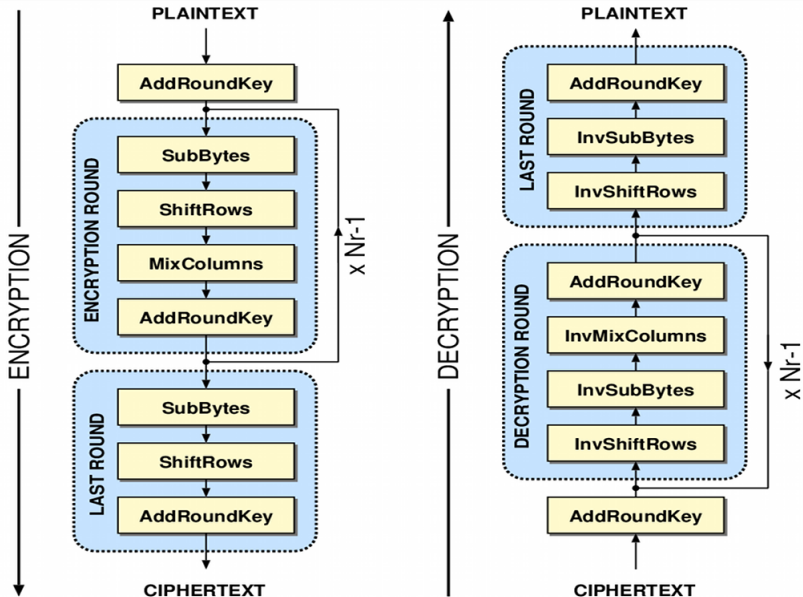 PLAINTEXT
AddRoundKey
ENCRYPTION ROUND
SubBytes
ShiftRows
MixColumns
AddRoundKey
x Nr-1
ENCRYPTION
LAST ROUND
SubBytes
ShiftRows
AddRoundKey
CIPHERTEXT
PLAINTEXT
LAST ROUND
AddRoundKey
InvSubBytes
InvShiftRows
DECRYPTION
DECRYPTION ROUND
AddRoundKey
InvMixColumns
InvSubBytes
InvShiftRows
x Nr-1
AddRoundKey
CIPHERTEXT